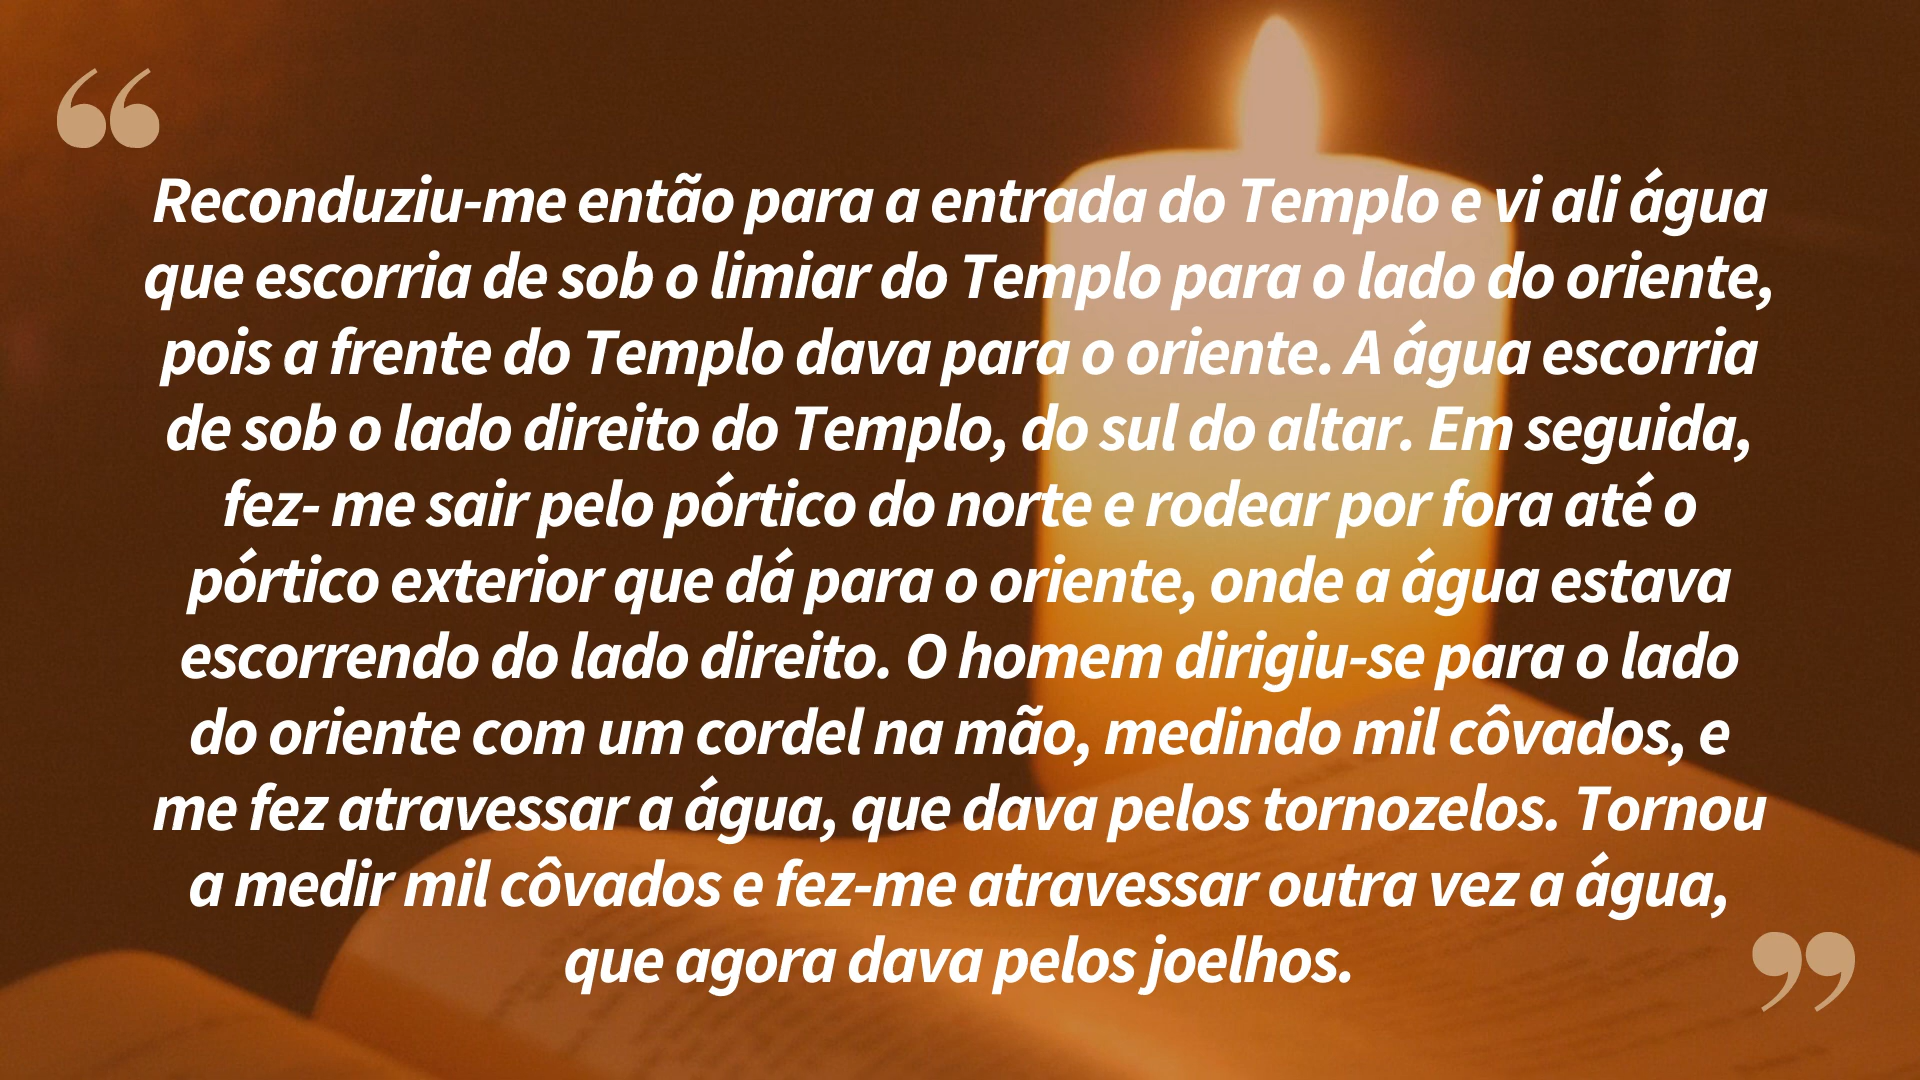 “
Reconduziu-me então para a entrada do Templo e vi ali água
que escorria de sob o limiar do Templo para o lado do oriente,
pois a frente do Templo dava para o oriente. A água escorria
de sob o lado direito do Templo, do sul do altar. Em seguida,
fez- me sair pelo pórtico do norte e rodear por fora até o
pórtico exterior que dá para o oriente, onde a água estava
escorrendo do lado direito. O homem dirigiu-se para o lado
do oriente com um cordel na mão, medindo mil côvados, e
me fez atravessar a água, que dava pelos tornozelos. Tornou
a medir mil côvados e fez-me atravessar outra vez a água,
que agora dava pelos joelhos.
”